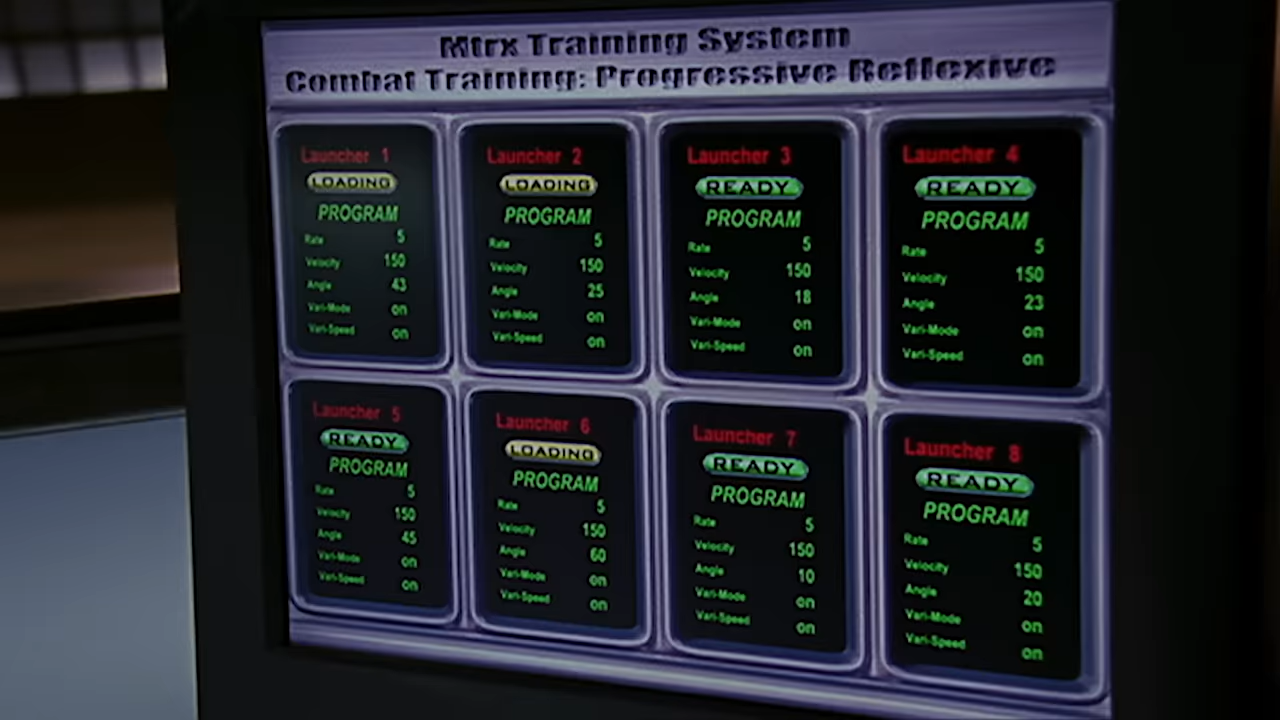 Mtrx Training System
Combat Training: Progressive Reflexive
Launcher 1
LOADING
PROGRAM
Rate 5
Velocity 150
Angle 43
Vari-Mode on
Vari-Speed on
Launcher 2
LOADING
PROGRAM
Rate 5
Velocity 150
Angle 25
Vari-Mode on
Vari-Speed on
Launcher 3
READY
PROGRAM
Rate 5
Velocity 150
Angle 18
Vari-Mode on
Vari-Speed on
Launcher 4
READY
PROGRAM
Rate 5
Velocity 150
Angle 23
Vari-Mode on
Vari-Speed on
Launcher 5
READY
PROGRAM
Rate 5
Velocity 150
Angle 45
Vari-Mode on
Vari-Speed on
Launcher 6
LOADING
PROGRAM
Rate 5
Velocity 150
Angle 60
Vari-Mode on
Vari-Speed on
Launcher 7
READY
PROGRAM
Rate 5
Velocity 150
Angle 10
Vari-Mode on
Vari-Speed on
Launcher 8
READY
PROGRAM
Rate 5
Velocity 150
Angle 20
Vari-Mode on
Vari-Speed on